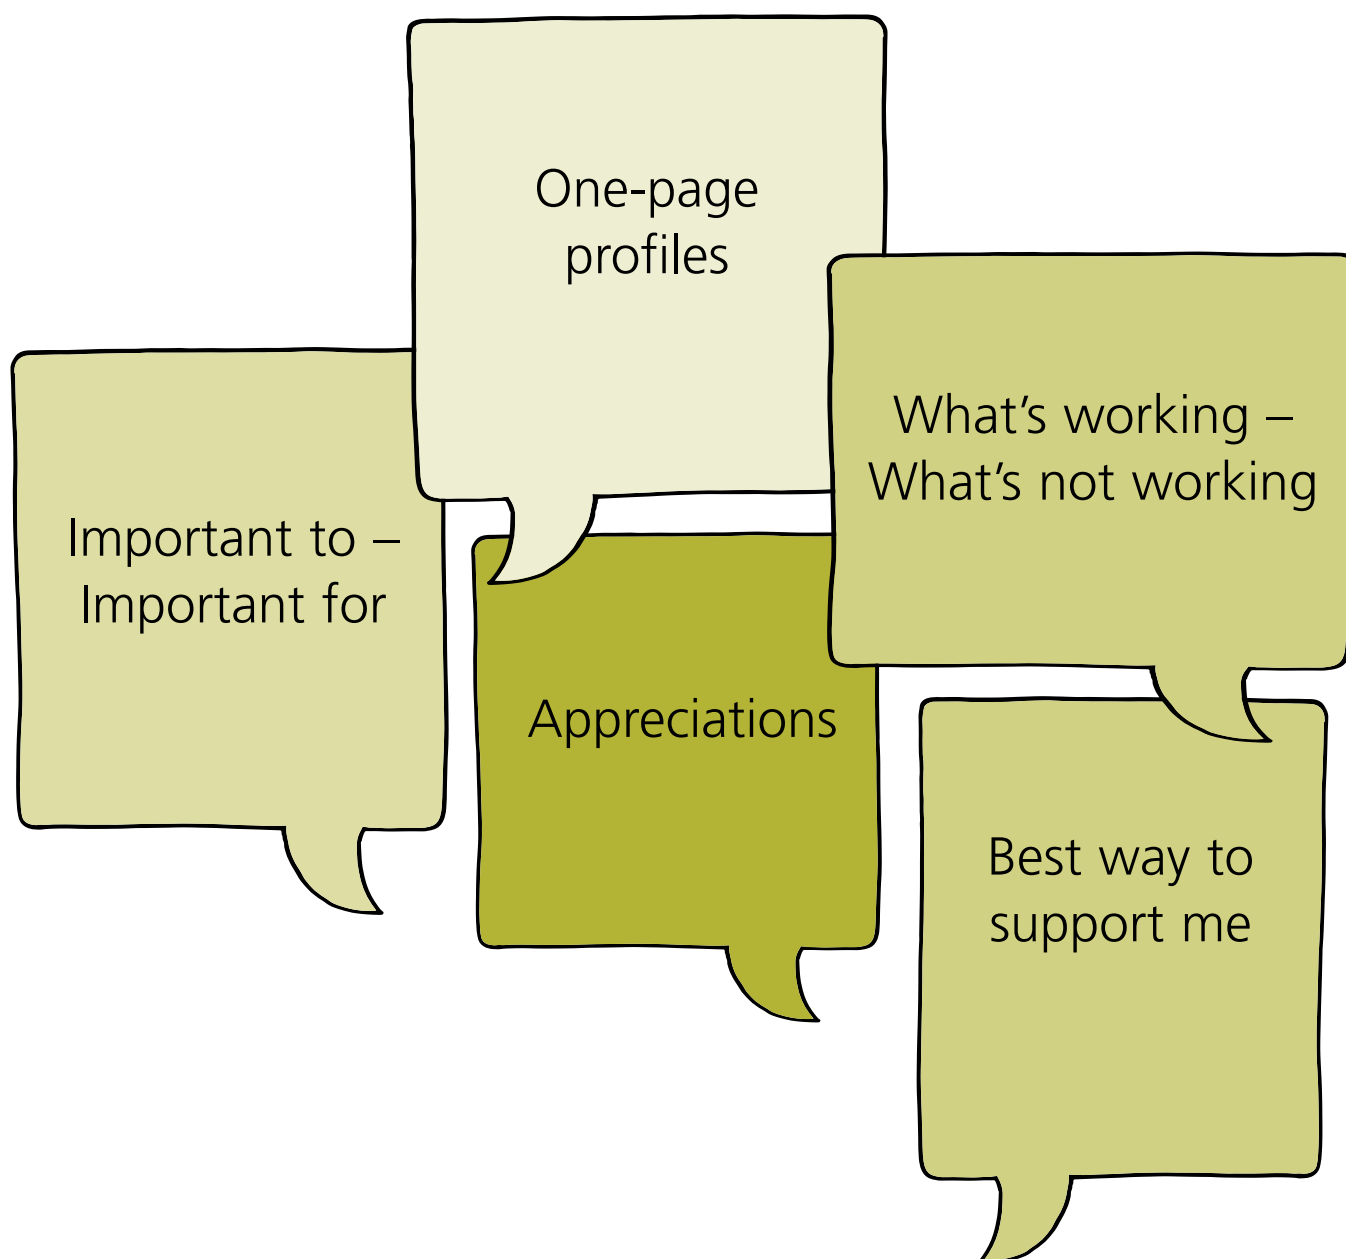 One-page
profiles
What’s working –
What’s not working
Important to –
Important for
Appreciations
Best way to
support me